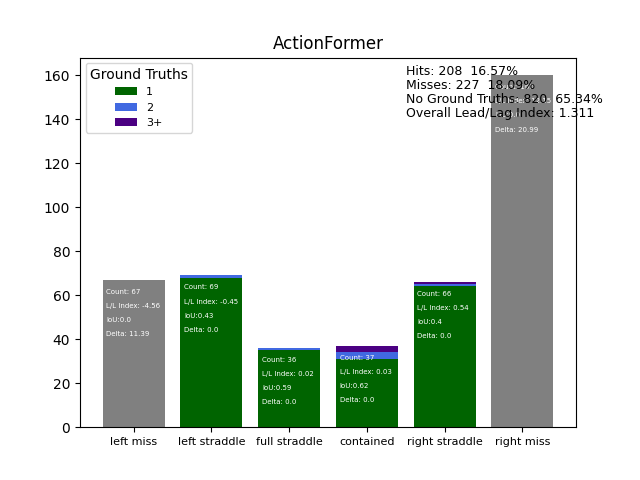 ActionFormer
Ground Truths
1
2
3+
Hits: 208 16.57%
Misses: 227 18.09%
No Ground Truths: 820 65.34%
Overall Lead/Lag Index: 1.311
160
140
120
100
80
60
40
20
0
Count: 67
L/L Index: -4.56
IoU:0.0
Delta: 11.39
Count: 69
L/L Index: -0.45
IoU:0.43
Delta: 0.0
Count: 36
L/L Index: 0.02
IoU:0.59
Delta: 0.0
Count: 37
L/L Index: 0.03
IoU:0.62
Delta: 0.0
Count: 66
L/L Index: 0.54
IoU:0.4
Delta: 0.0
Delta: 20.99
left miss
left straddle
full straddle
contained
right straddle
right miss